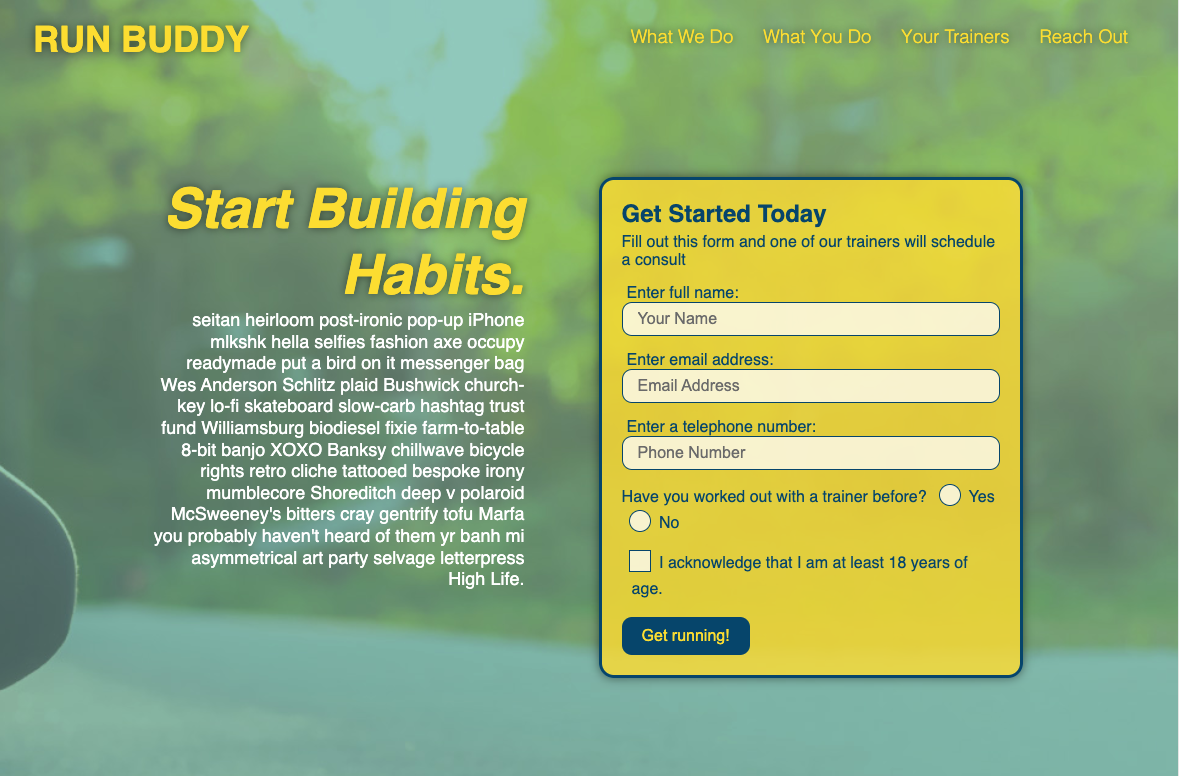 RUN BUDDY
What We Do What You Do Your Trainers Reach Out
Start Building
Habits.
seitan heirloom post-ironic pop-up iPhone
mlkshk hella selfies fashion axe occupy
readymade put a bird on it messenger bag
Wes Anderson Schlitz plaid Bushwick church-
key lo-fi skateboard slow-carb hashtag trust
fund Williamsburg biodiesel fixie farm-to-table
8-bit banjo XOXO Banksy chillwave bicycle
rights retro cliche tattooed bespoke irony
mumblecore Shoreditch deep v polaroid
McSweeney's bitters cray gentrify tofu Marfa
you probably haven't heard of them yr banh mi
asymmetrical art party selvage letterpress
High Life.
Get Started Today
Fill out this form and one of our trainers will schedule
a consult
Enter full name:
Your Name
Enter email address:
Email Address
Enter a telephone number:
Phone Number
Have you worked out with a trainer before? Yes
No
I acknowledge that I am at least 18 years of
age.
Get running!